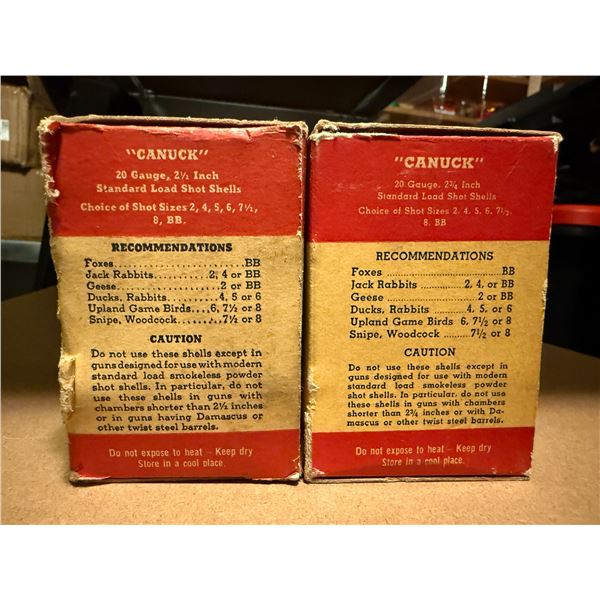 "CANUCK"
20 Gauge, 2½ Inch
Standard Load Shot Shells
Choice of Shot Sizes 2, 4, 5, 6, 7½,
8, BB.
RECOMMENDATIONS
Foxes..............................BB
Jack Rabbits............2, 4 or BB
Geese........................2 or BB
Ducks, Rabbits..........4, 5 or 6
Upland Game Birds....6, 7½ or 8
Snipe, Woodcock........7½ or 8
CAUTION
Do not use these shells except in
guns designed for use with modern
standard load smokeless powder
shot shells. In particular, do not
use these shells in guns with
chambers shorter than 2½ inches
or in guns having Damascus or
other twist steel barrels.
Do not expose to heat — Keep dry
Store in a cool place.
"CANUCK"
20 Gauge, 2¾ Inch
Standard Load Shot Shells
Choice of Shot Sizes 2, 4, 5, 6, 7½,
8, BB
RECOMMENDATIONS
Foxes ................................ BB
Jack Rabbits .............. 2, 4, or BB
Geese .......................... 2 or BB
Ducks, Rabbits ........... 4, 5, or 6
Upland Game Birds 6, 7½ or 8
Snipe, Woodcock ........ 7½ or 8
CAUTION
Do not use these shells except in
guns designed for use with modern
standard load smokeless powder
shot shells. In particular, do not use
these shells in guns with chambers
shorter than 2¾ inches or with Da-
mascus or other twist steel barrels.
Do not expose to heat — Keep dry
Store in a cool place.